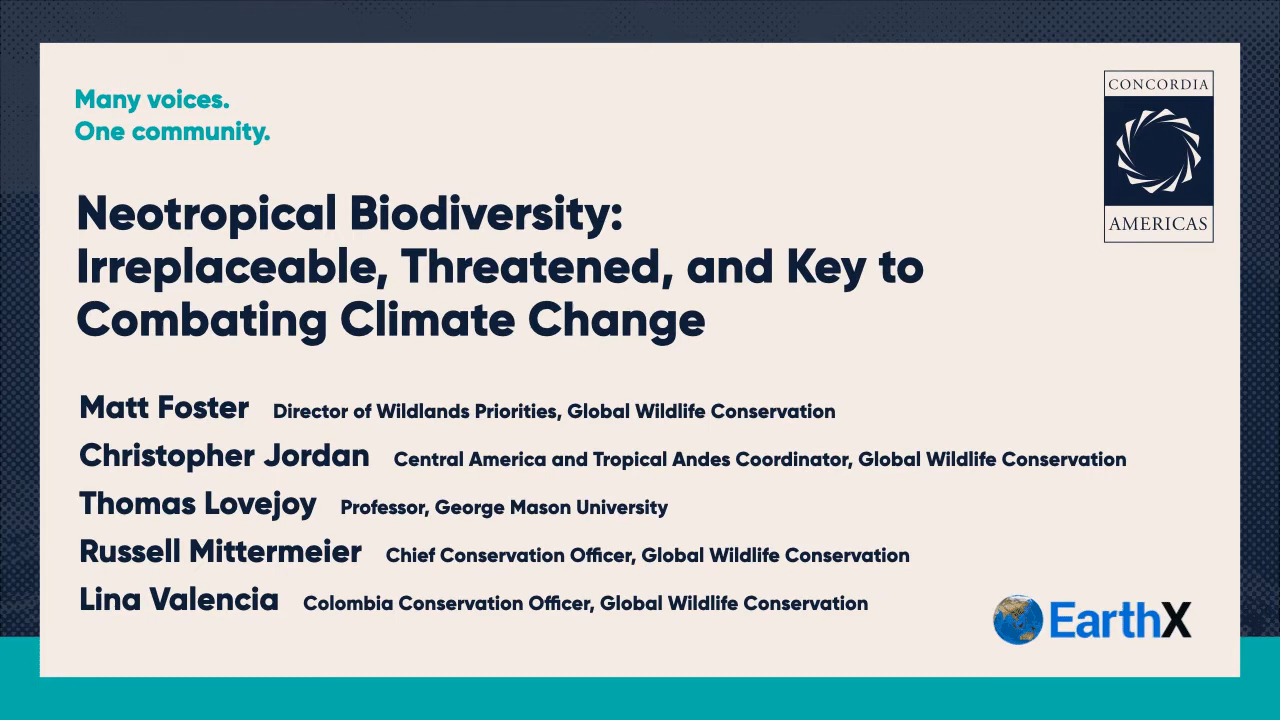 Many voices.
One community.
CONCORDIA
AMERICAS
Neotropical Biodiversity:
Irreplaceable, Threatened, and Key to
Combating Climate Change
Matt Foster Director of Wildlands Priorities, Global Wildlife Conservation
Christopher Jordan Central America and Tropical Andes Coordinator, Global Wildlife Conservation
Thomas Lovejoy Professor, George Mason University
Russell Mittermeier Chief Conservation Officer, Global Wildlife Conservation
Lina Valencia Colombia Conservation Officer, Global Wildlife Conservation
EarthX